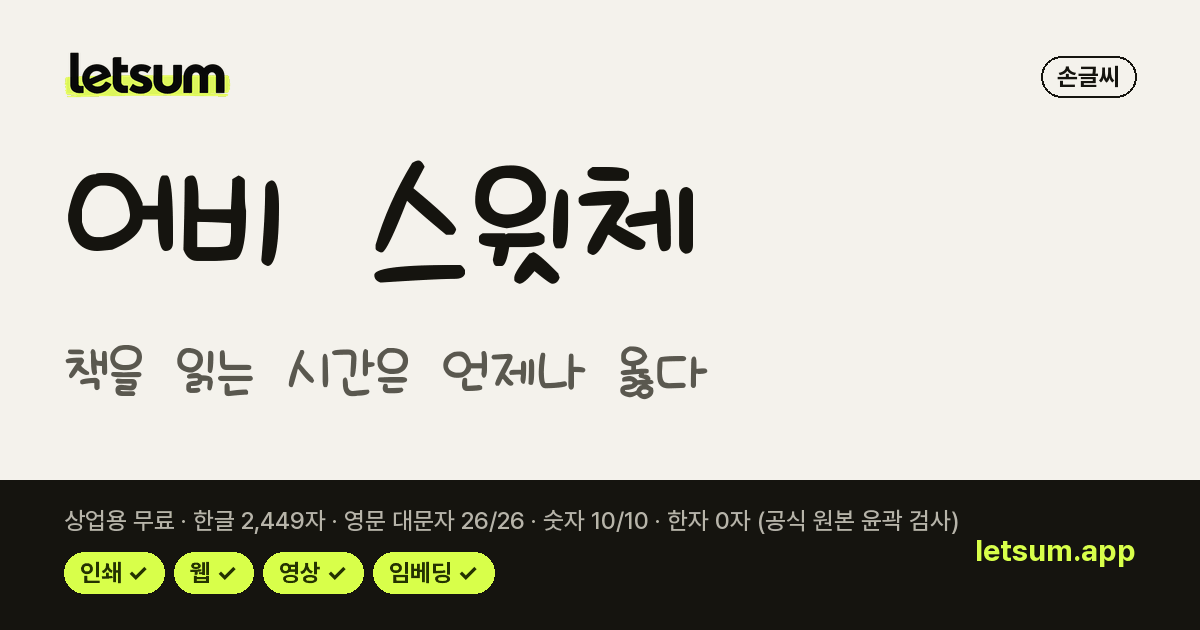 letsum
손글씨
어비 스윗체
책을 읽는 시간은 언제나 옳다
상업용 무료 · 한글 2,449자 · 영문 대문자 26/26 · 숫자 10/10 · 한자 0자 (공식 원본 윤곽 검사)
인쇄 ✓ 웹 ✓ 영상 ✓ 임베딩 ✓
letsum.app